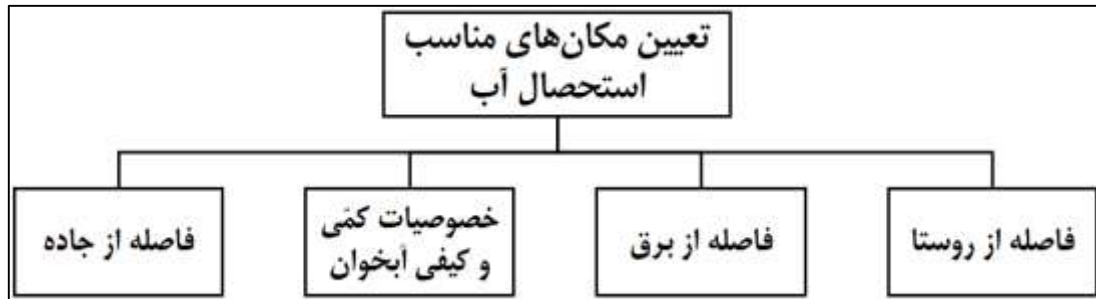 تعیین مکان‌های مناسب
استحصال آب
فاصله از روستا
فاصله از برق
خصوصیات کمّی
و کیفی آبخوان
فاصله از جاده